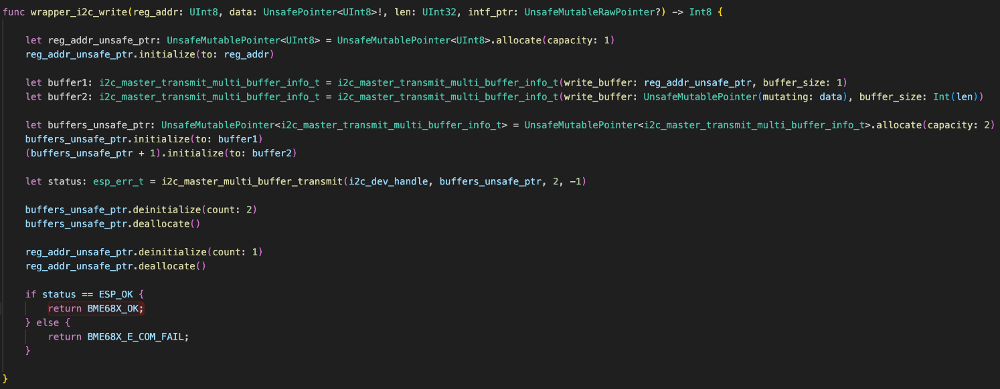 func wrapper_i2c_write(reg_addr: UInt8, data: UnsafePointer<UInt8>!, len: UInt32, intf_ptr: UnsafeMutableRawPointer?) -> Int8 {
let reg_addr_unsafe_ptr: UnsafeMutablePointer<UInt8> = UnsafeMutablePointer<UInt8>.allocate(capacity: 1)
reg_addr_unsafe_ptr.initialize(to: reg_addr)
let buffer1: i2c_master_transmit_multi_buffer_info_t = i2c_master_transmit_multi_buffer_info_t(write_buffer: reg_addr_unsafe_ptr, buffer_size: 1)
let buffer2: i2c_master_transmit_multi_buffer_info_t = i2c_master_transmit_multi_buffer_info_t(write_buffer: UnsafeMutablePointer(mutating: data), buffer_size: Int(len))
let buffers_unsafe_ptr: UnsafeMutablePointer<i2c_master_transmit_multi_buffer_info_t> = UnsafeMutablePointer<i2c_master_transmit_multi_buffer_info_t>.allocate(capacity: 2)
buffers_unsafe_ptr.initialize(to: buffer1)
(buffers_unsafe_ptr + 1).initialize(to: buffer2)
let status: esp_err_t = i2c_master_multi_buffer_transmit(i2c_dev_handle, buffers_unsafe_ptr, 2, -1)
buffers_unsafe_ptr.deinitialize(count: 2)
buffers_unsafe_ptr.deallocate()
reg_addr_unsafe_ptr.deinitialize(count: 1)
reg_addr_unsafe_ptr.deallocate()
if status == ESP_OK {
return BME68X_OK;
} else {
return BME68X_E_COM_FAIL;
}
}